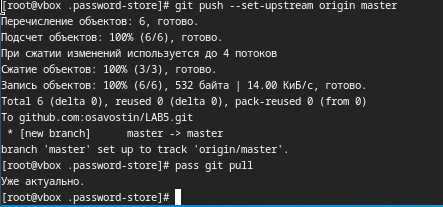 [root@vbox .password-store]# git push --set-upstream origin master
Перечисление объектов: 6, готово.
Подсчет объектов: 100% (6/6), готово.
При сжатии изменений используется до 4 потоков
Сжатие объектов: 100% (3/3), готово.
Запись объектов: 100% (6/6), 532 байта | 14.00 КиБ/с, готово.
Total 6 (delta 0), reused 0 (delta 0), pack-reused 0 (from 0)
To github.com:osavostin/LAB5.git
 * [new branch]      master -> master
branch 'master' set up to track 'origin/master'.
[root@vbox .password-store]# pass git pull
Уже актуально.
[root@vbox .password-store]#